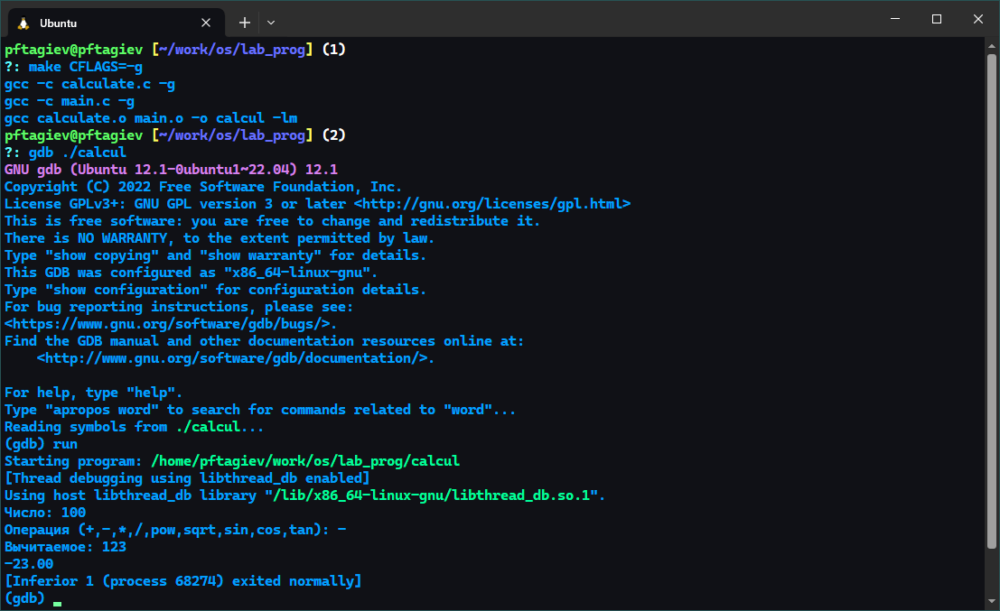 Ubuntu
pftagiev@pftagiev [~/work/os/lab_prog] (1)
?: make CFLAGS=-g
gcc -c calculate.c -g
gcc -c main.c -g
gcc calculate.o main.o -o calcul -lm
pftagiev@pftagiev [~/work/os/lab_prog] (2)
?: gdb ./calcul
GNU gdb (Ubuntu 12.1-0ubuntu1~22.04) 12.1
Copyright (C) 2022 Free Software Foundation, Inc.
License GPLv3+: GNU GPL version 3 or later <http://gnu.org/licenses/gpl.html>
This is free software: you are free to change and redistribute it.
There is NO WARRANTY, to the extent permitted by law.
Type "show copying" and "show warranty" for details.
This GDB was configured as "x86_64-linux-gnu".
Type "show configuration" for configuration details.
For bug reporting instructions, please see:
<https://www.gnu.org/software/gdb/bugs/>.
Find the GDB manual and other documentation resources online at:
    <http://www.gnu.org/software/gdb/documentation/>.

For help, type "help".
Type "apropos word" to search for commands related to "word"...
Reading symbols from ./calcul...
(gdb) run
Starting program: /home/pftagiev/work/os/lab_prog/calcul
[Thread debugging using libthread_db enabled]
Using host libthread_db library "/lib/x86_64-linux-gnu/libthread_db.so.1".
Число: 100
Операция (+,-,*,/,pow,sqrt,sin,cos,tan): -
Вычитаемое: 123
-23.00
[Inferior 1 (process 68274) exited normally]
(gdb)